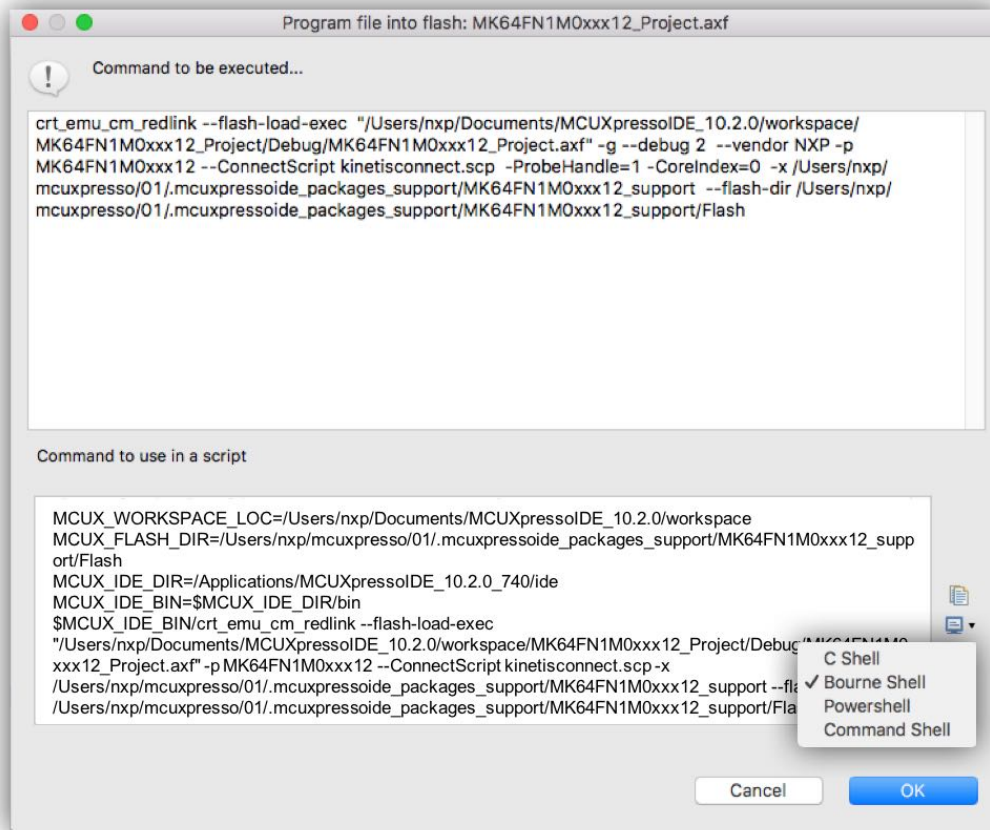 Program file into flash: MK64FN1M0xxx12_Project.axf
Command to be executed...
crt_emu_cm_redlink --flash-load-exec "/Users/nxp/Documents/MCUXpressoIDE_10.2.0/workspace/
MK64FN1M0xxx12_Project/Debug/MK64FN1M0xxx12_Project.axf" -g --debug 2 --vendor NXP -p
MK64FN1M0xxx12 --ConnectScript kinetisconnect.scp -ProbeHandle=1 -CoreIndex=0 -x /Users/nxp/
mcuxpresso/01/.mcuxpressoide_packages_support/MK64FN1M0xxx12_support --flash-dir /Users/nxp/
mcuxpresso/01/.mcuxpressoide_packages_support/MK64FN1M0xxx12_support/Flash
Command to use in a script
MCUX_WORKSPACE_LOC=/Users/nxp/Documents/MCUXpressoIDE_10.2.0/workspace
MCUX_FLASH_DIR=/Users/nxp/mcuxpresso/01/.mcuxpressoide_packages_support/MK64FN1M0xxx12_supp
ort/Flash
MCUX_IDE_DIR=/Applications/MCUXpressoIDE_10.2.0_740/ide
MCUX_IDE_BIN=$MCUX_IDE_DIR/bin
$MCUX_IDE_BIN/crt_emu_cm_redlink --flash-load-exec
"/Users/nxp/Documents/MCUXpressoIDE_10.2.0/workspace/MK64FN1M0xxx12_Project/Debug/MK64FN1M0
xxx12_Project.axf" -p MK64FN1M0xxx12 --ConnectScript kinetisconnect.scp -x
/Users/nxp/mcuxpresso/01/.mcuxpressoide_packages_support/MK64FN1M0xxx12_support --fla
/Users/nxp/mcuxpresso/01/.mcuxpressoide_packages_support/MK64FN1M0xxx12_support/Fla
C Shell
✓ Bourne Shell
Powershell
Command Shell
Cancel
OK